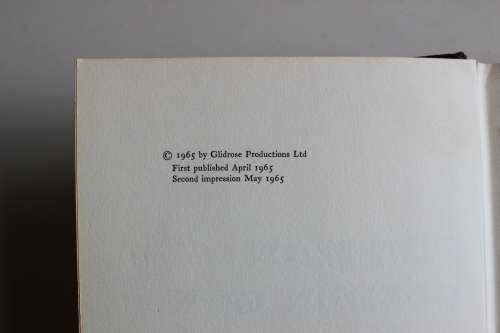 © 1965 by Glidrose Productions Ltd
First published April 1965
Second impression May 1965